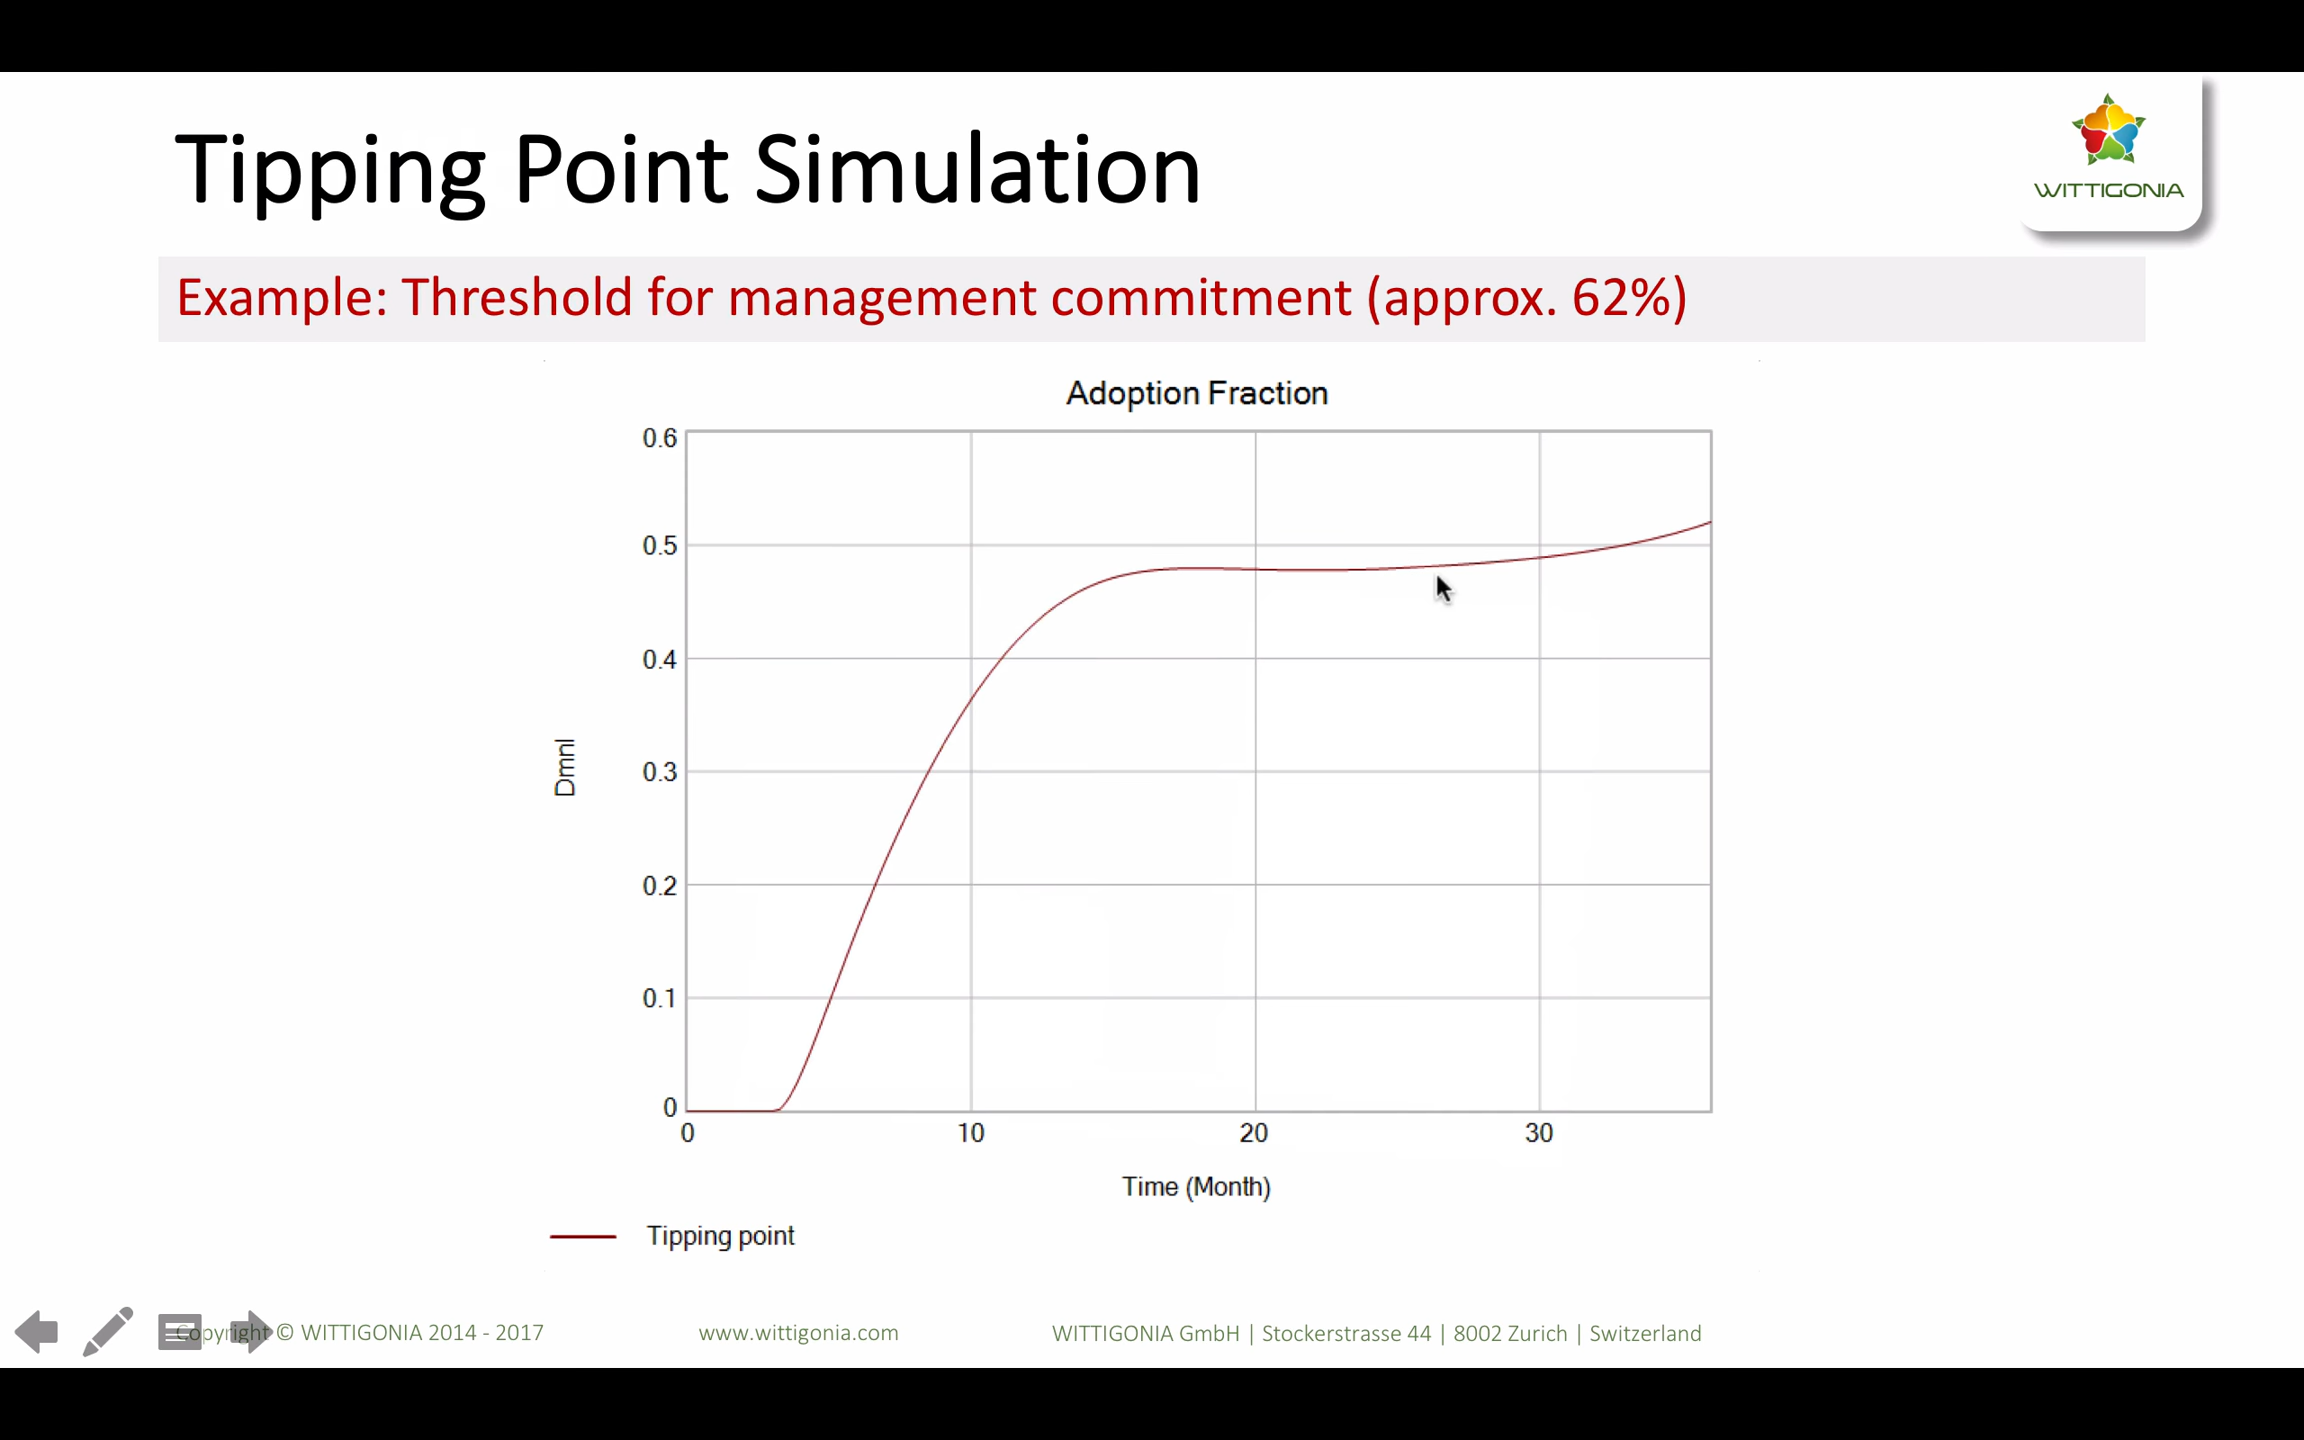 Tipping Point Simulation
WITTIGONIA
Example: Threshold for management commitment (approx. 62%)
Adoption Fraction
0.6
0.5
0.4
0.3
0.2
0.1
0
Dmnl
0 10 20 30
Time (Month)
Tipping point
Copyright © WITTIGONIA 2014 - 2017 www.wittigonia.com WITTIGONIA GmbH | Stockerstrasse 44 | 8002 Zurich | Switzerland